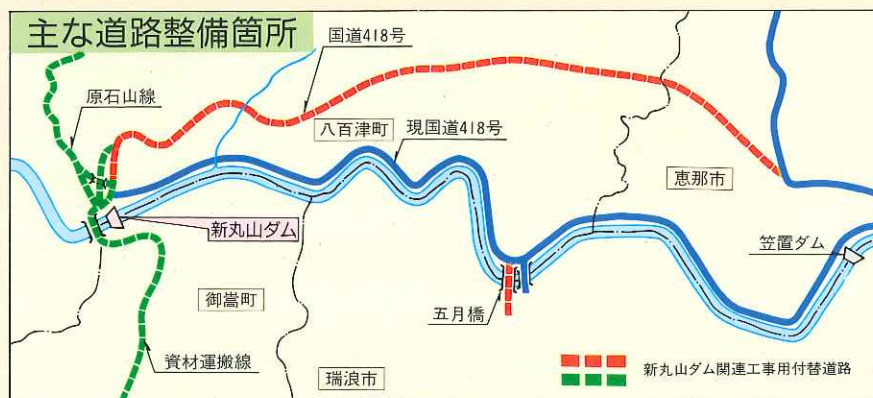 主な道路整備箇所
国道418号
原石山線
八百津町
現国道418号
恵那市
新丸山ダム
笠置ダム
御嵩町
五月橋
資材運搬線
瑞浪市
新丸山ダム関連工事用付替道路